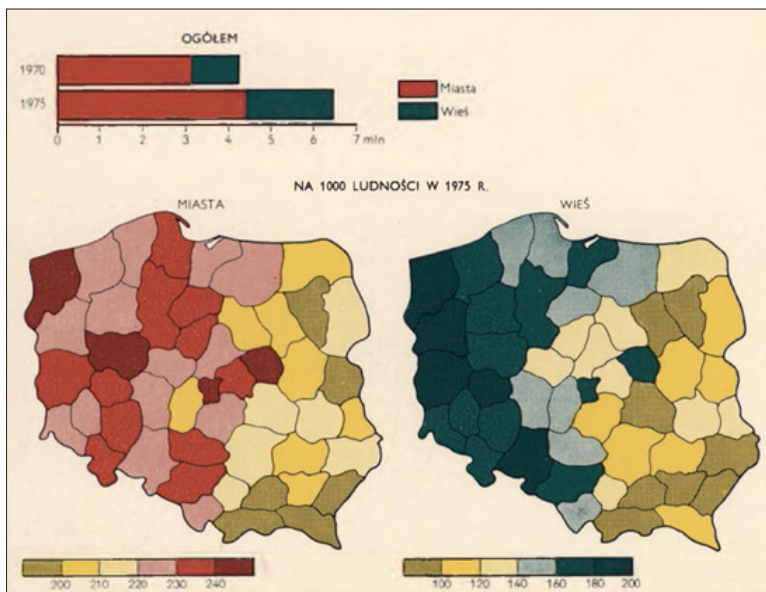 OGÓŁEM
1970
1975
0 1 2 3 4 5 6 7 mln
Miasta
Wieś
NA 1000 LUDNOŚCI W 1975 R.
MIASTA
WIEŚ
200 210 220 230 240
100 120 140 160 180 200